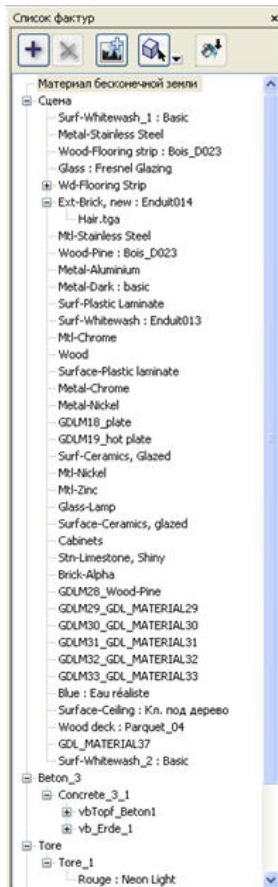 Список фактур
Материал бесконечной земли
Сцена
Surf-Whitewash_1 : Basic
Metal-Stainless Steel
Wood-Flooring strip : Bois_D023
Glass : Fresnel Glazing
Wd-Flooring Strip
Ext-Brick, new : Enduit014
Hair.tga
Mtl-Stainless Steel
Wood-Pine : Bois_D023
Metal-Aluminium
Metal-Dark : basic
Surf-Plastic Laminate
Surf-Whitewash : Enduit013
Mtl-Chrome
Wood
Surface-Plastic laminate
Metal-Chrome
Metal-Nickel
GDLM18_plate
GDLM19_hot plate
Surf-Ceramics, Glazed
Mtl-Nickel
Mtl-Zinc
Glass-Lamp
Surface-Ceramics, glazed
Cabinets
Stn-Limestone, Shiny
Brick-Alpha
GDLM28_Wood-Pine
GDLM29_GDL_MATERIAL29
GDLM30_GDL_MATERIAL30
GDLM31_GDL_MATERIAL31
GDLM32_GDL_MATERIAL32
GDLM33_GDL_MATERIAL33
Blue : Eau réaliste
Surface-Ceiling : Кл. под дерево
Wood deck : Parquet_04
GDL_MATERIAL37
Surf-Whitewash_2 : Basic
Beton_3
Concrete_3_1
vbTopf_Beton1
vb_Erde_1
Tore
Tore_1
Rouge : Neon Light